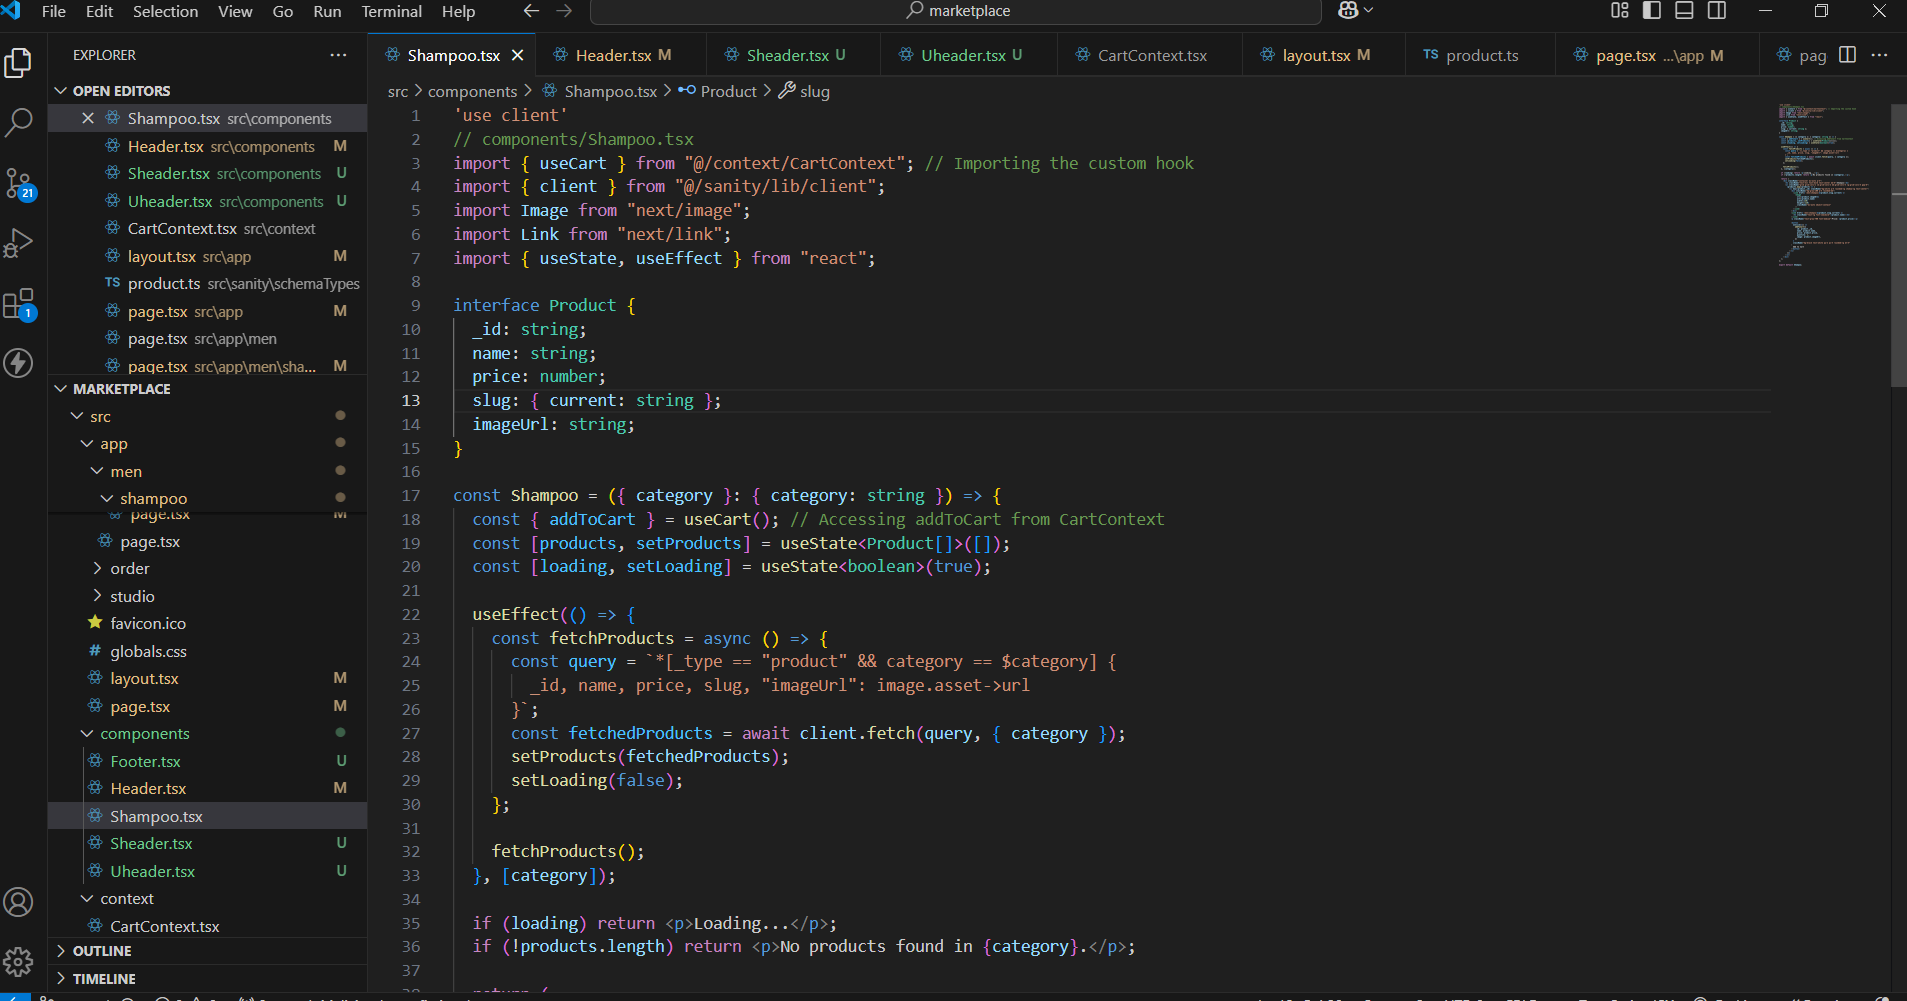 File Edit Selection View Go Run Terminal Help
marketplace
EXPLORER
OPEN EDITORS
Shampoo.tsx src\components
Header.tsx src\components M
Sheader.tsx src\components U
Uheader.tsx src\components U
CartContext.tsx src\context
layout.tsx src\app M
TS product.ts src\sanity\schemaTypes
page.tsx src\app M
page.tsx src\app\men
page.tsx src\app\men\sha... M
MARKETPLACE
src
app
men
shampoo
page.tsx M
page.tsx
order
studio
favicon.ico
# globals.css
layout.tsx M
page.tsx M
components
Footer.tsx U
Header.tsx M
Shampoo.tsx
Sheader.tsx U
Uheader.tsx U
context
CartContext.tsx
OUTLINE
TIMELINE
21
1
Shampoo.tsx Header.tsx M Sheader.tsx U Uheader.tsx U CartContext.tsx layout.tsx M TS product.ts page.tsx ...\app M pag
src > components > Shampoo.tsx > Product > slug
1 'use client'
2 // components/Shampoo.tsx
3 import { useCart } from "@/context/CartContext"; // Importing the custom hook
4 import { client } from "@/sanity/lib/client";
5 import Image from "next/image";
6 import Link from "next/link";
7 import { useState, useEffect } from "react";
8
9 interface Product {
10 _id: string;
11 name: string;
12 price: number;
13 slug: { current: string };
14 imageUrl: string;
15 }
16
17 const Shampoo = ({ category }: { category: string }) => {
18 const { addToCart } = useCart(); // Accessing addToCart from CartContext
19 const [products, setProducts] = useState<Product[]>([]);
20 const [loading, setLoading] = useState<boolean>(true);
21
22 useEffect(() => {
23 const fetchProducts = async () => {
24 const query = `*[_type == "product" && category == $category] {
25 _id, name, price, slug, "imageUrl": image.asset->url
26 }`;
27 const fetchedProducts = await client.fetch(query, { category });
28 setProducts(fetchedProducts);
29 setLoading(false);
30 };
31
32 fetchProducts();
33 }, [category]);
34
35 if (loading) return <p>Loading...</p>;
36 if (!products.length) return <p>No products found in {category}.</p>;
37
38 return (